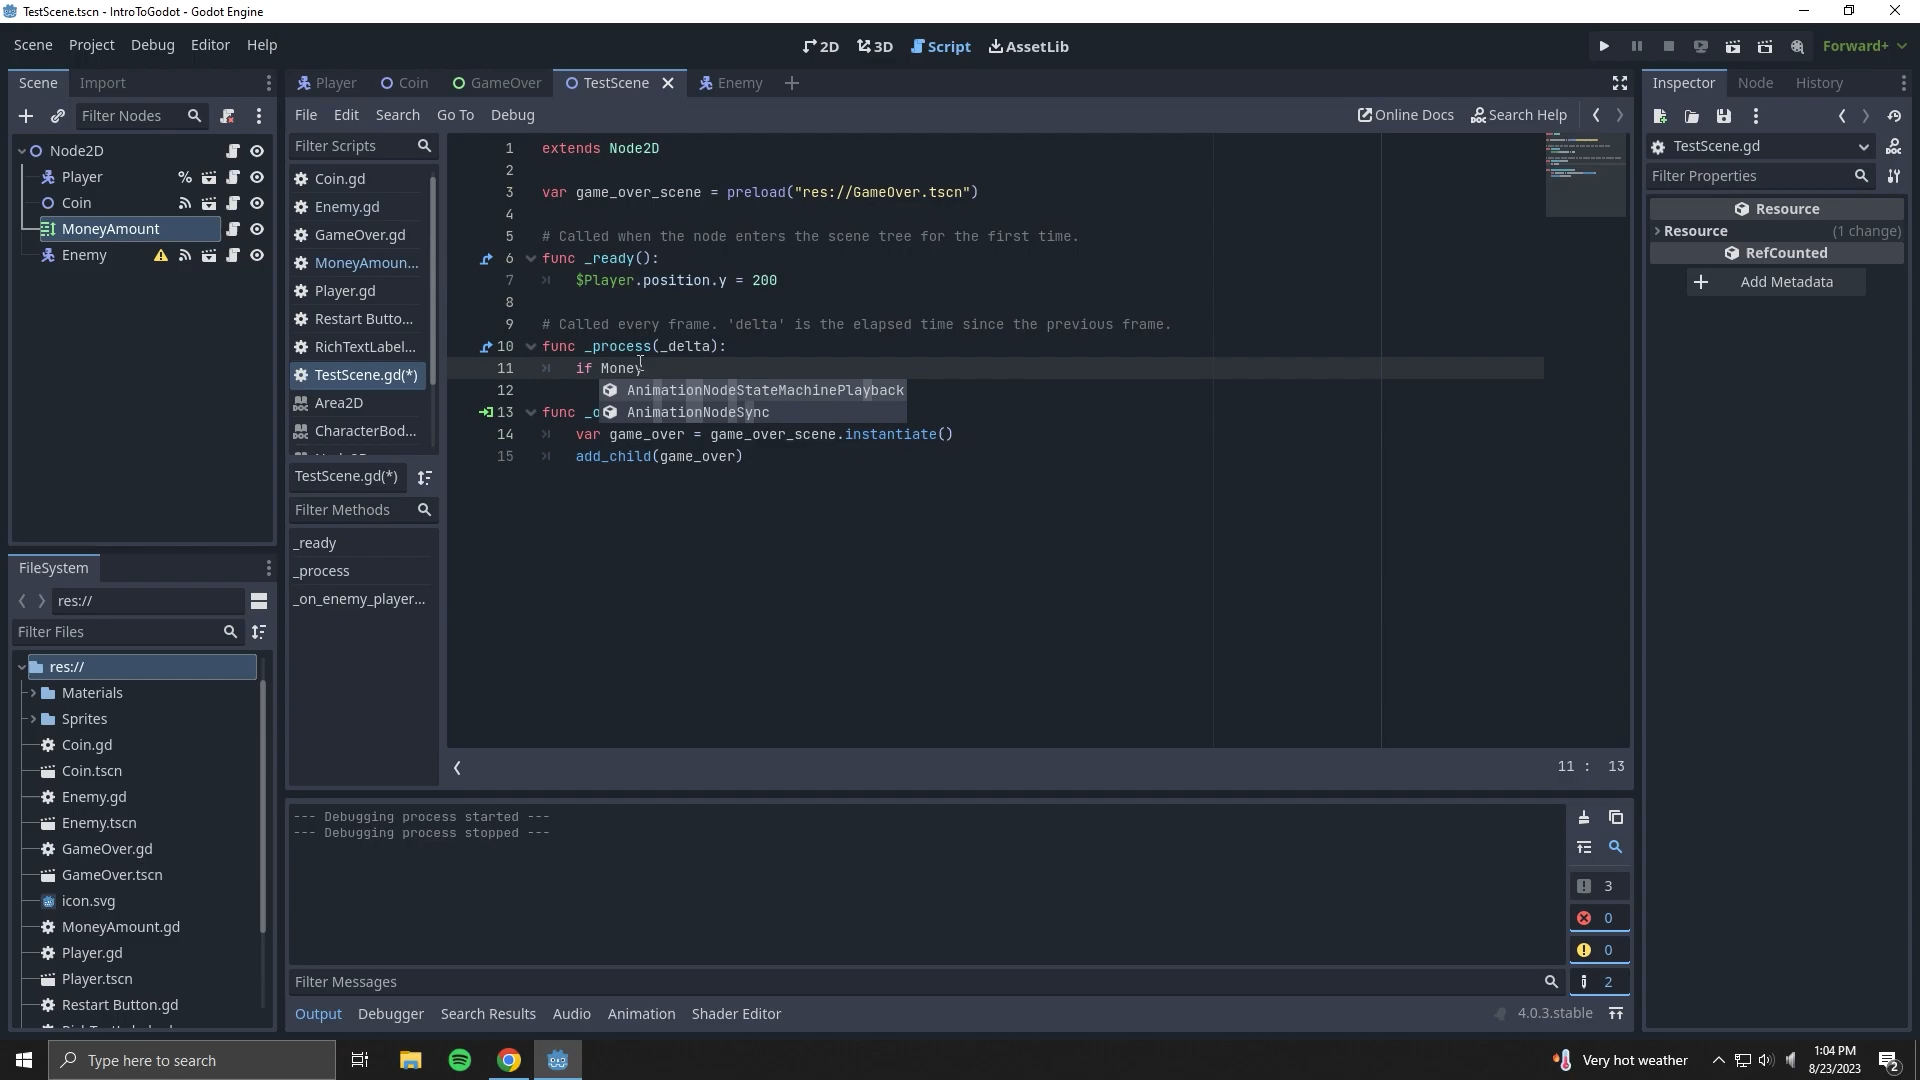 TestScene.tscn - IntroToGodot - Godot Engine
Scene Project Debug Editor Help
2D 3D Script AssetLib
Forward+
Scene Import
Player Coin GameOver TestScene Enemy
Inspector Node History
Filter Nodes
File Edit Search Go To Debug
Online Docs Search Help
Node2D
Player
Coin
MoneyAmount
Enemy
Filter Scripts
Coin.gd
Enemy.gd
GameOver.gd
MoneyAmoun...
Player.gd
Restart Butto...
RichTextLabel...
TestScene.gd(*)
Area2D
CharacterBod...
TestScene.gd(*)
Filter Methods
_ready
_process
_on_enemy_player...
1 extends Node2D
2
3 var game_over_scene = preload("res://GameOver.tscn")
4
5 # Called when the node enters the scene tree for the first time.
6 func _ready():
7 $Player.position.y = 200
8
9 # Called every frame. 'delta' is the elapsed time since the previous frame.
10 func _process(_delta):
11 if Money
12 AnimationNodeStateMachinePlayback
13 func _o AnimationNodeSync
14 var game_over = game_over_scene.instantiate()
15 add_child(game_over)
11 : 13
TestScene.gd
Filter Properties
Resource
Resource (1 change)
RefCounted
Add Metadata
FileSystem
res://
Filter Files
res://
Materials
Sprites
Coin.gd
Coin.tscn
Enemy.gd
Enemy.tscn
GameOver.gd
GameOver.tscn
icon.svg
MoneyAmount.gd
Player.gd
Player.tscn
Restart Button.gd
--- Debugging process started ---
--- Debugging process stopped ---
3
0
0
2
Filter Messages
Output Debugger Search Results Audio Animation Shader Editor
4.0.3.stable
Type here to search
Very hot weather
1:04 PM
8/23/2023
2